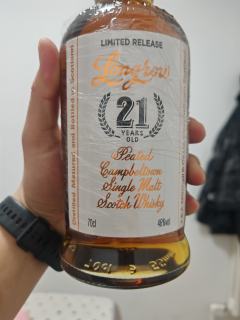 LIMITED RELEASE
Longrow
21
YEARS
OLD
Peated
Campbeltown
Single Malt
Scotch Whisky
70cl
46%
Distilled, Matured, and Bottled in Scotland